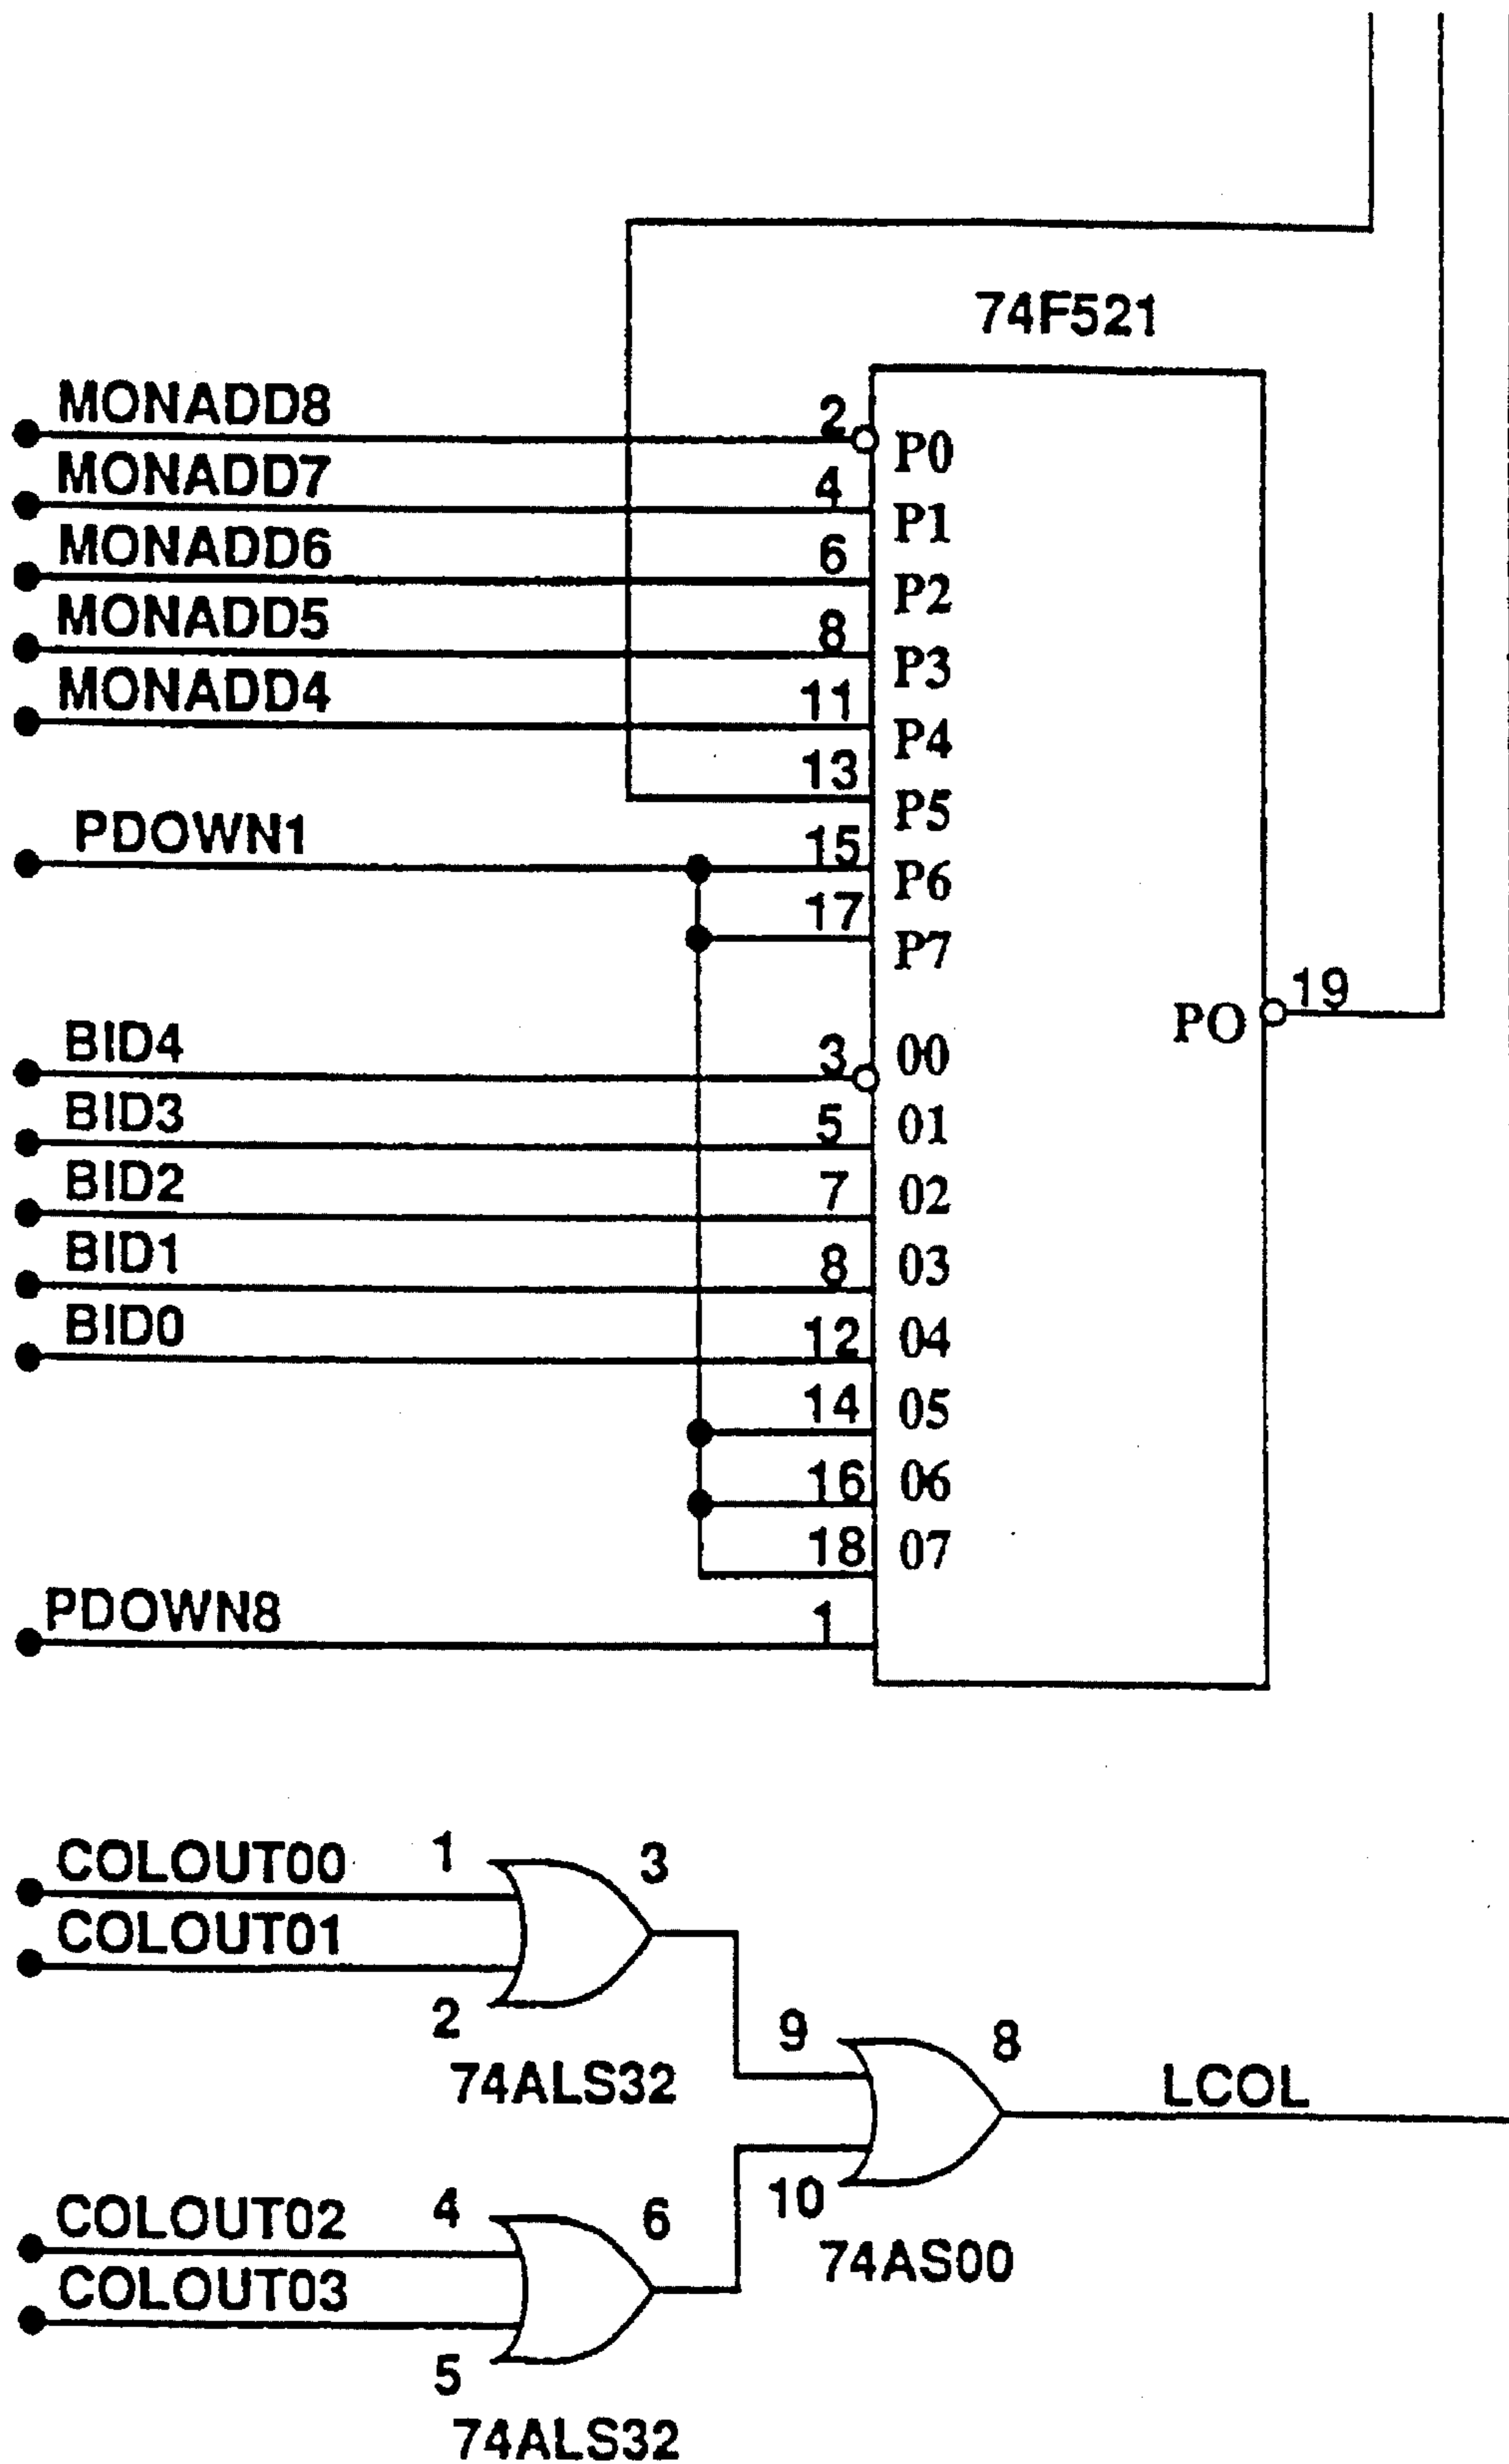 74F521
MONADD8 2 P0
MONADD7 4 P1
MONADD6 6 P2
MONADD5 8 P3
MONADD4 11 P4
13 P5
PDOWN1 15 P6
17 P7
PO 19
BID4 3 00
BID3 5 01
BID2 7 02
BID1 8 03
BID0 12 04
14 05
16 06
18 07
PDOWN8 1
COLOUT00 1 3
COLOUT01
2
74ALS32
9 8
LCOL
10
74AS00
COLOUT02 4 6
COLOUT03
5
74ALS32